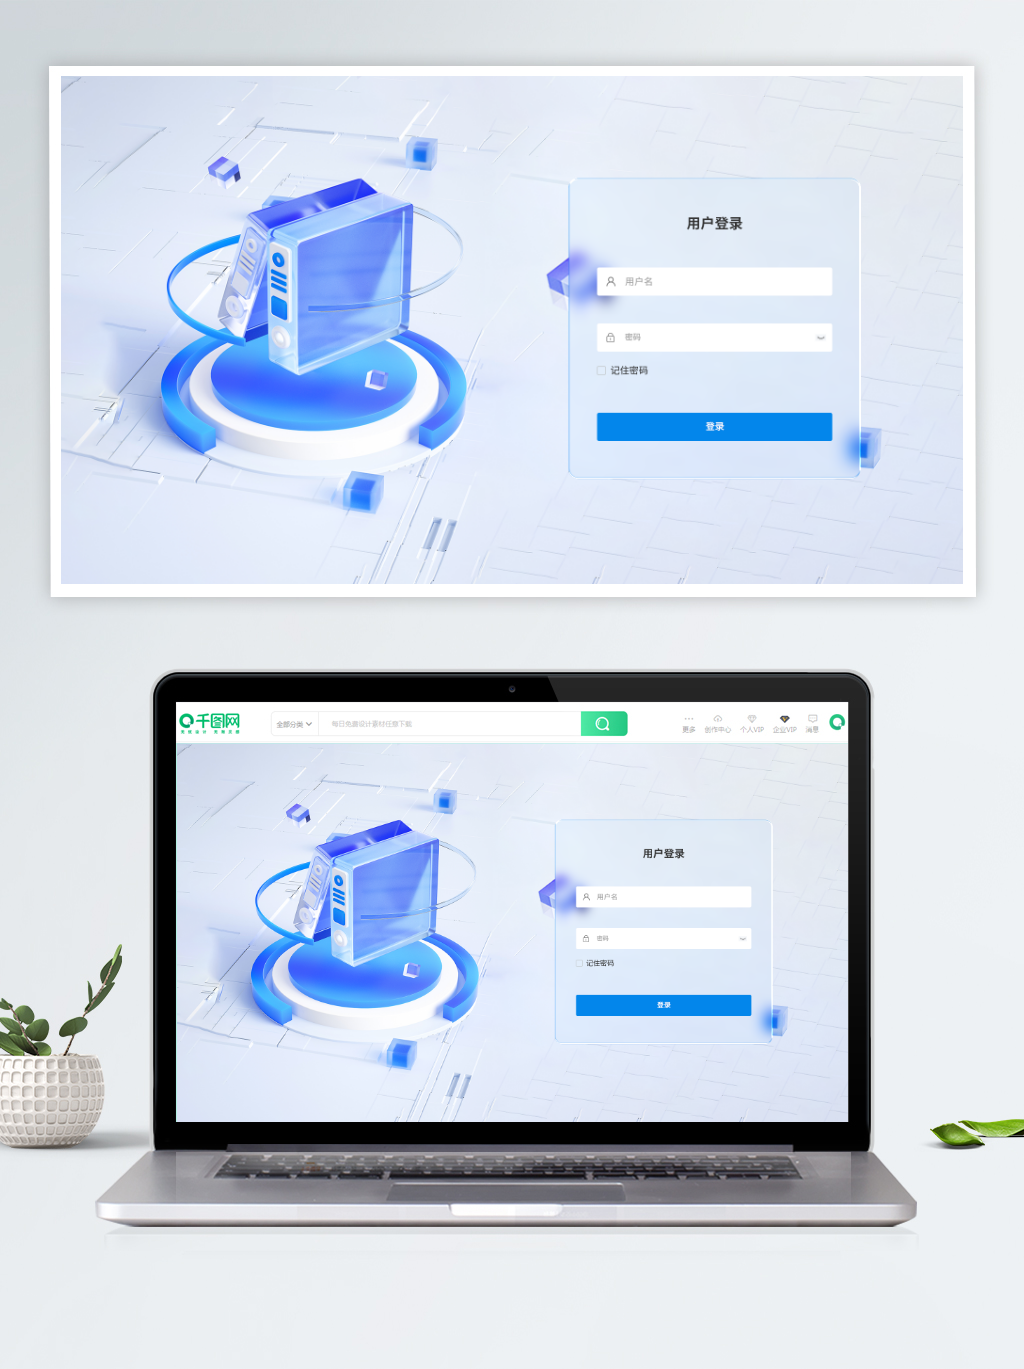 用户登录
用户名
密码
记住密码
登录
千图网
全部分类
每日免费设计素材任意下载
更多
创作中心
个人VIP
企业VIP
消息
用户登录
用户名
密码
记住密码
登录